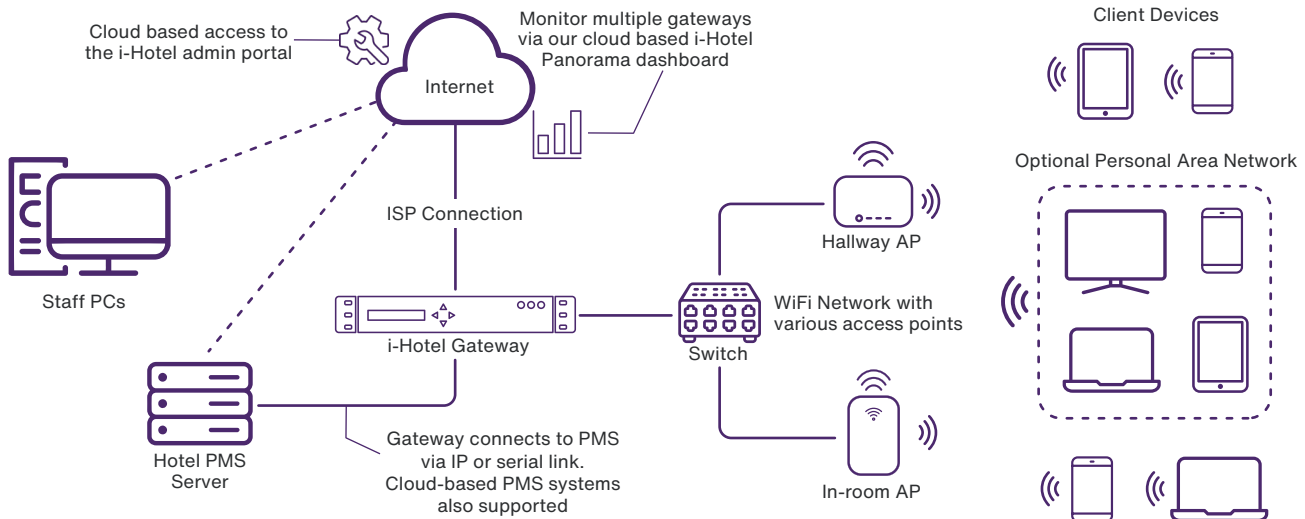 Cloud based access to
the i-Hotel admin portal
Internet
Monitor multiple gateways
via our cloud based i-Hotel
Panorama dashboard
Client Devices
Optional Personal Area Network
Staff PCs
ISP Connection
i-Hotel Gateway
Hallway AP
WiFi Network with
various access points
Switch
Hotel PMS
Server
Gateway connects to PMS
via IP or serial link.
Cloud-based PMS systems
also supported
In-room AP